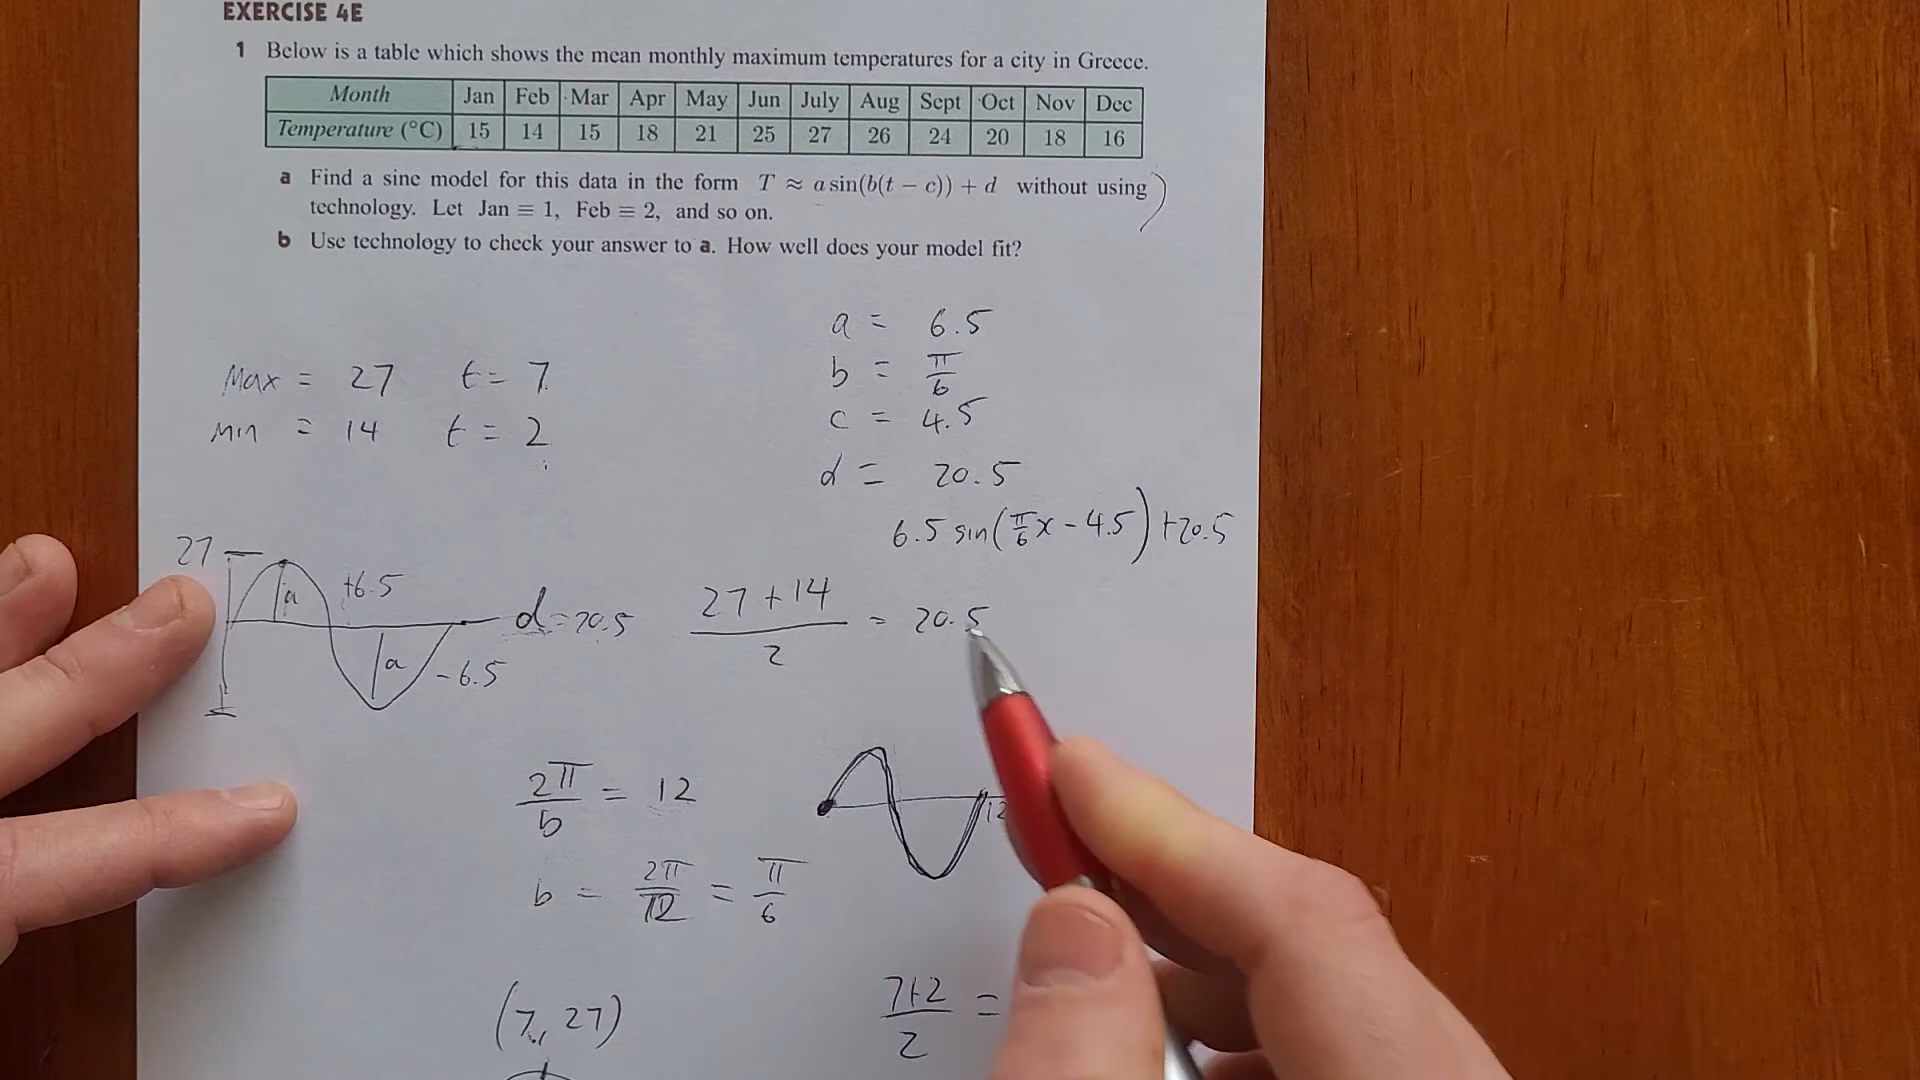 EXERCISE 4E
1 Below is a table which shows the mean monthly maximum temperatures for a city in Greece.
Month Jan Feb Mar Apr May Jun July Aug Sept Oct Nov Dec
Temperature (°C) 15 14 15 18 21 25 27 26 24 20 18 16
a Find a sine model for this data in the form T ≈ a sin(b(t − c)) + d without using
technology. Let Jan ≡ 1, Feb ≡ 2, and so on.
b Use technology to check your answer to a. How well does your model fit?
a = 6.5
b = π/6
c = 4.5
d = 20.5
Max = 27 t = 7
Min = 14 t = 2
6.5 sin(π/6 x - 4.5) + 20.5
27
a
+6.5
d=20.5
a
-6.5
27 + 14 / 2 = 20.5
2π/b = 12
12
b = 2π/12 = π/6
(7, 27)
7+2 / 2 =